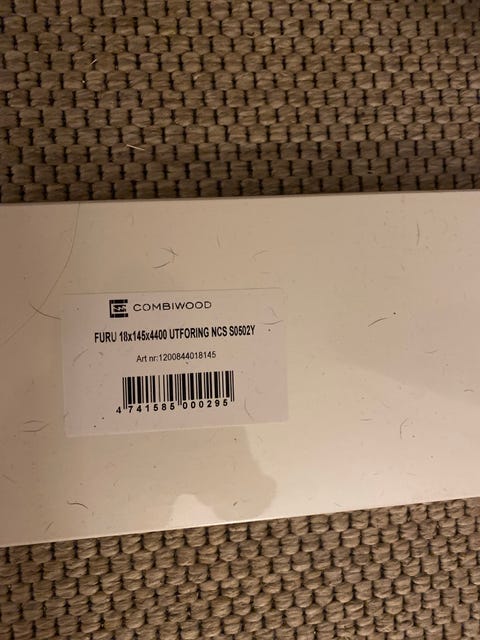 COMBIWOOD
FURU 18x145x4400 UTFORING NCS S0502Y
Art nr:1200844018145
4 741585 000295